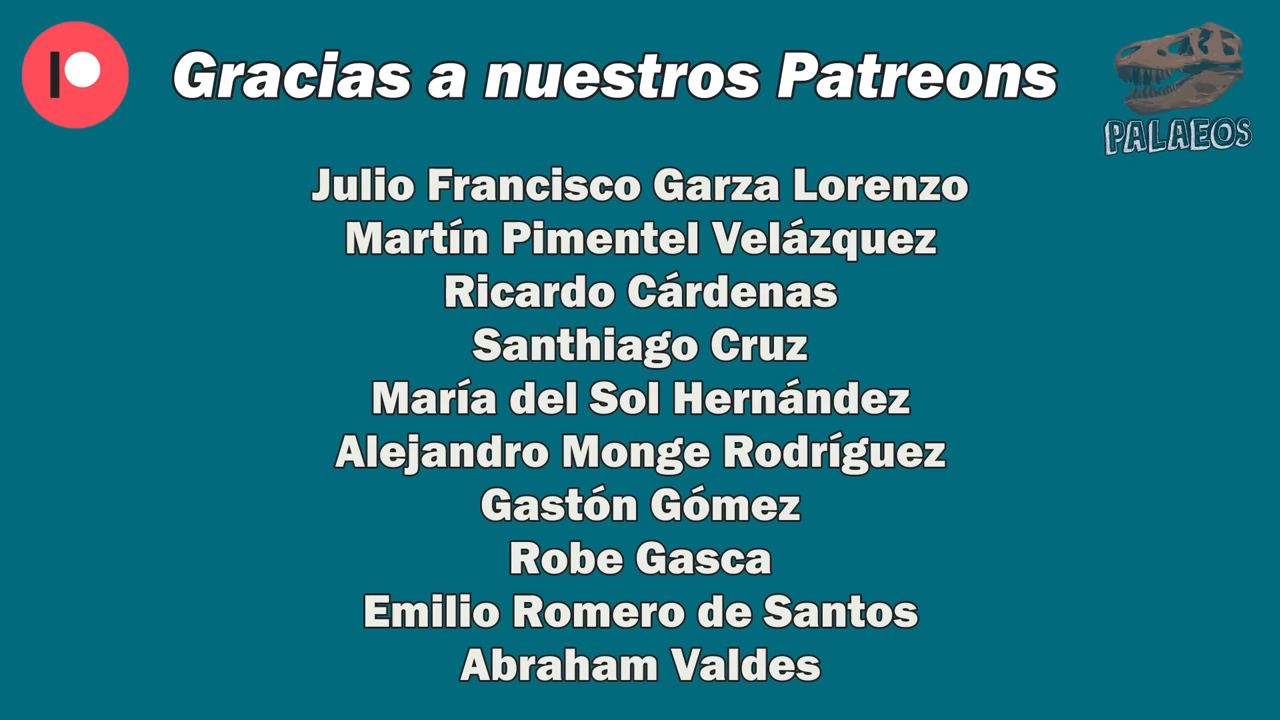 Gracias a nuestros Patreons
PALAEOS
Julio Francisco Garza Lorenzo
Martín Pimentel Velázquez
Ricardo Cárdenas
Santhiago Cruz
María del Sol Hernández
Alejandro Monge Rodríguez
Gastón Gómez
Robe Gasca
Emilio Romero de Santos
Abraham Valdes